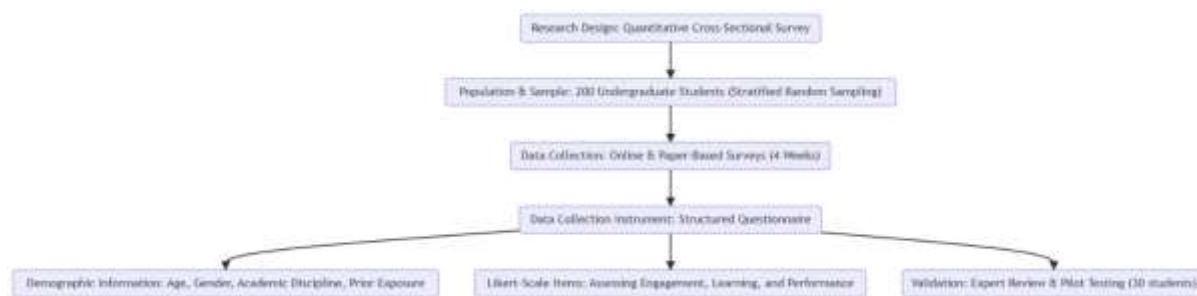 Research Design: Quantitative Cross-Sectional Survey
Population & Sample: 200 Undergraduate Students (Stratified Random Sampling)
Data Collection: Online & Paper-Based Surveys (4 Weeks)
Data Collection Instrument: Structured Questionnaire
Demographic Information: Age, Gender, Academic Discipline, Prior Exposure
Likert-Scale Items: Assessing Engagement, Learning, and Performance
Validation: Expert Review & Pilot Testing (30 students)